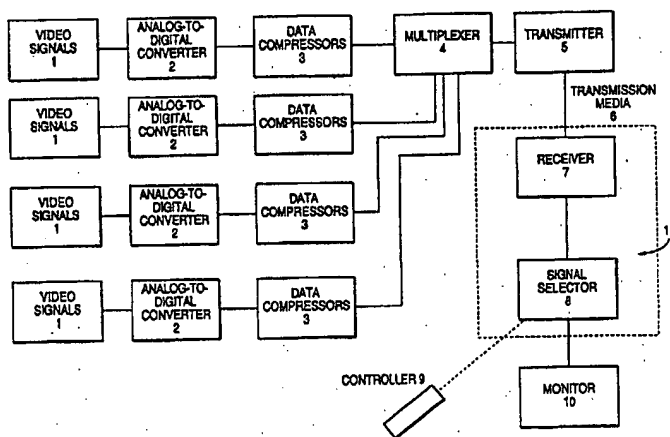 VIDEO
SIGNALS
1
ANALOG-TO-
DIGITAL
CONVERTER
2
DATA
COMPRESSORS
3
MULTIPLEXER
4
TRANSMITTER
5
VIDEO
SIGNALS
1
ANALOG-TO-
DIGITAL
CONVERTER
2
DATA
COMPRESSORS
3
TRANSMISSION
MEDIA
6
RECEIVER
7
VIDEO
SIGNALS
1
ANALOG-TO-
DIGITAL
CONVERTER
2
DATA
COMPRESSORS
3
1
VIDEO
SIGNALS
1
ANALOG-TO-
DIGITAL
CONVERTER
2
DATA
COMPRESSORS
3
SIGNAL
SELECTOR
8
CONTROLLER 9
MONITOR
10